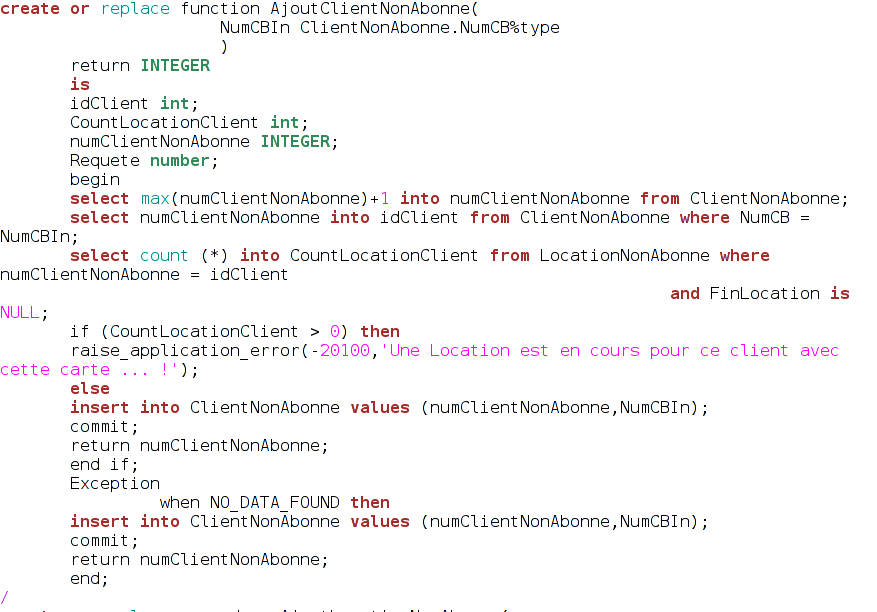 create or replace function AjoutClientNonAbonne(
NumCBIn ClientNonAbonne.NumCB%type
)
return INTEGER
is
idClient int;
CountLocationClient int;
numClientNonAbonne INTEGER;
Requete number;
begin
select max(numClientNonAbonne)+1 into numClientNonAbonne from ClientNonAbonne;
select numClientNonAbonne into idClient from ClientNonAbonne where NumCB =
NumCBIn;
select count (*) into CountLocationClient from LocationNonAbonne where
numClientNonAbonne = idClient
and FinLocation is
NULL;
if (CountLocationClient > 0) then
raise_application_error(-20100,'Une Location est en cours pour ce client avec
cette carte ... !');
else
insert into ClientNonAbonne values (numClientNonAbonne,NumCBIn);
commit;
return numClientNonAbonne;
end if;
Exception
when NO_DATA_FOUND then
insert into ClientNonAbonne values (numClientNonAbonne,NumCBIn);
commit;
return numClientNonAbonne;
end;
/